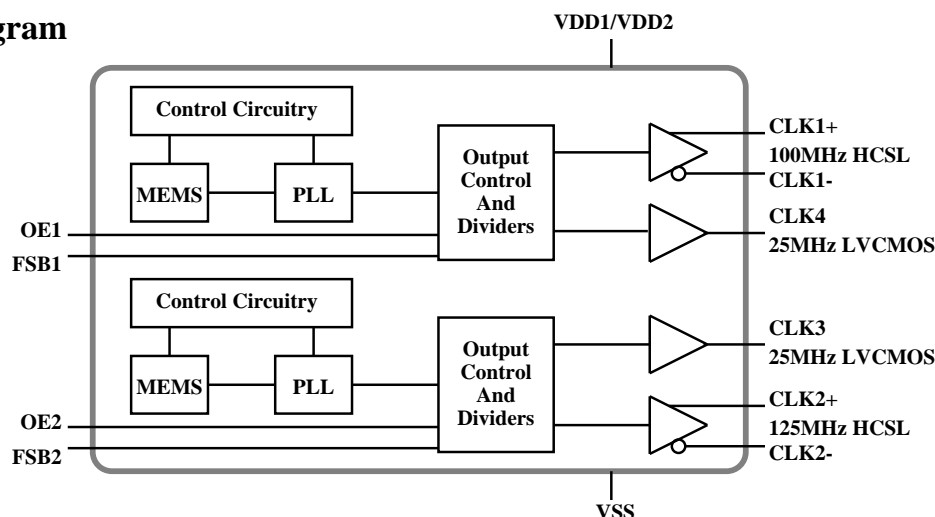 gram
VDD1/VDD2
Control Circuitry
MEMS
PLL
Output
Control
And
Dividers
CLK1+
100MHz HCSL
CLK1-
CLK4
25MHz LVCMOS
OE1
FSB1
Control Circuitry
MEMS
PLL
Output
Control
And
Dividers
CLK3
25MHz LVCMOS
CLK2+
125MHz HCSL
CLK2-
OE2
FSB2
VSS